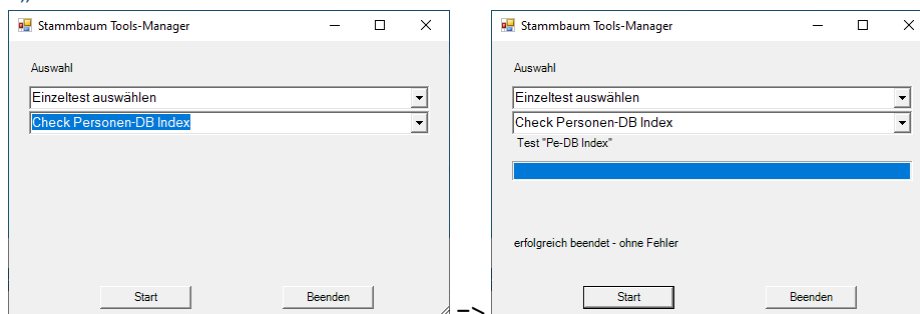 „
Stammbaum Tools-Manager
Auswahl
Einzeltest auswählen
Check Personen-DB Index
Start Beenden
=>
Stammbaum Tools-Manager
Auswahl
Einzeltest auswählen
Check Personen-DB Index
Test "Pe-DB Index"
erfolgreich beendet - ohne Fehler
Start Beenden